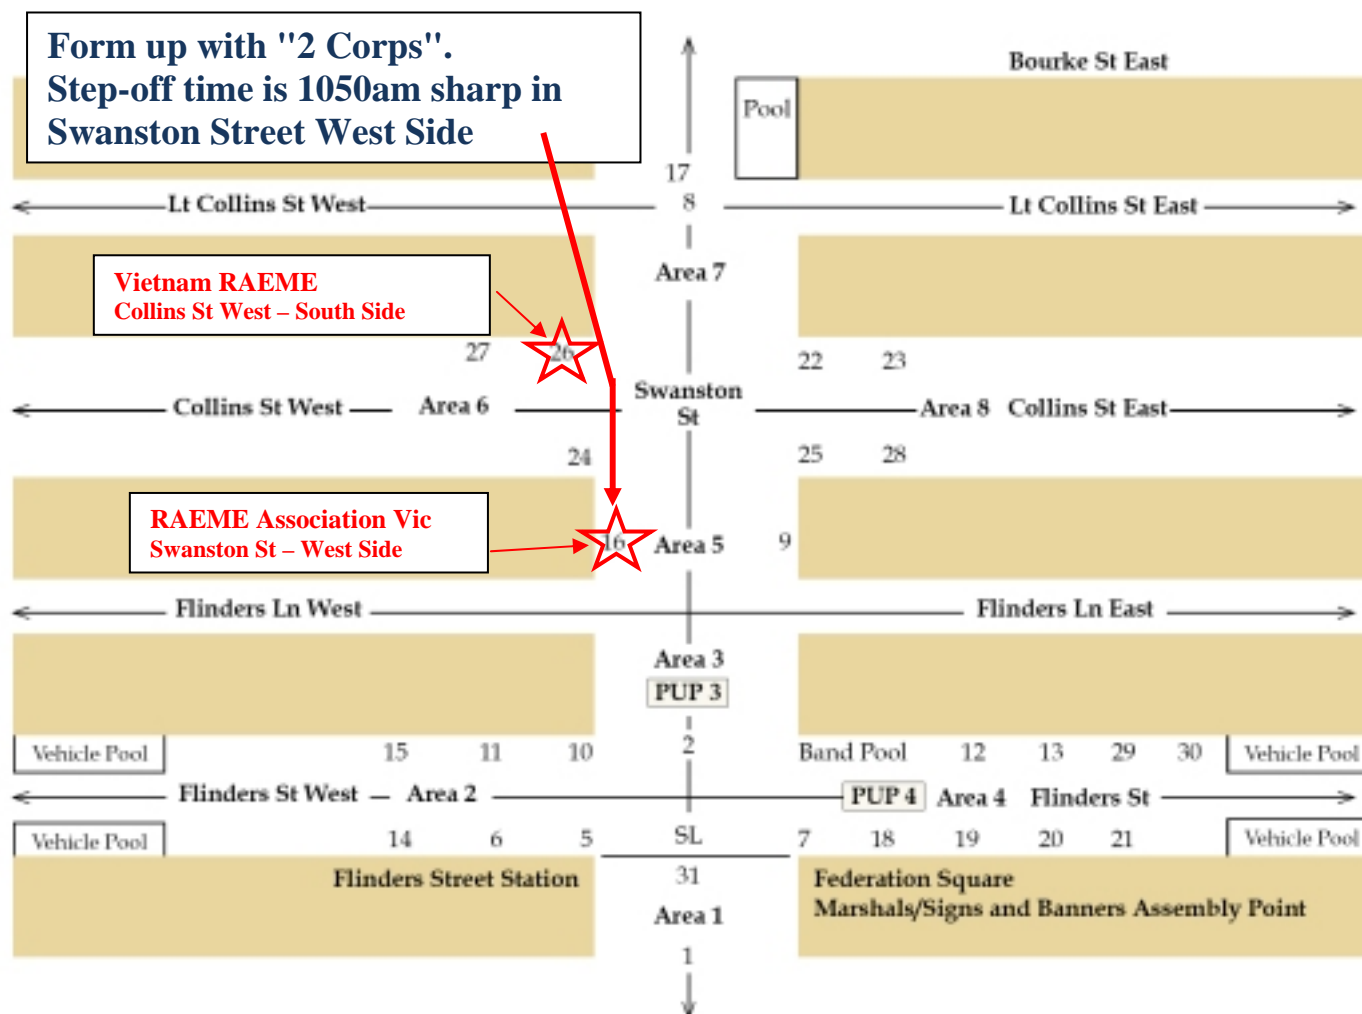 Form up with "2 Corps".
Step-off time is 1050am sharp in
Swanston Street West Side
Bourke St East
Pool
17
Lt Collins St West
8
Lt Collins St East
Area 7
Vietnam RAEME
Collins St West – South Side
27
26
22
23
Swanston
St
Collins St West
Area 6
Area 8
Collins St East
24
25
28
RAEME Association Vic
Swanston St – West Side
16
Area 5
9
Flinders Ln West
Flinders Ln East
Area 3
PUP 3
Vehicle Pool
15
11
10
2
Band Pool
12
13
29
30
Vehicle Pool
Flinders St West
Area 2
PUP 4
Area 4
Flinders St
Vehicle Pool
14
6
5
SL
7
18
19
20
21
Vehicle Pool
Flinders Street Station
31
Federation Square
Marshals/Signs and Banners Assembly Point
Area 1
1